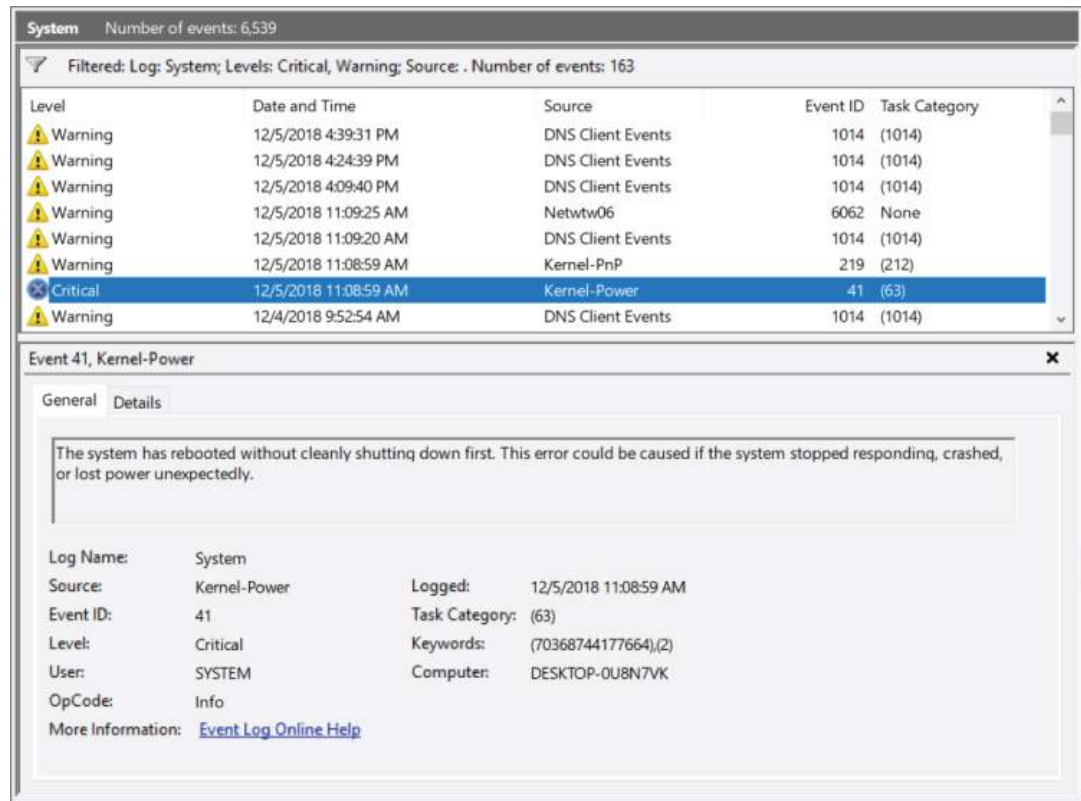 System Number of events: 6,539
Filtered: Log: System; Levels: Critical, Warning; Source: . Number of events: 163
Level Date and Time Source Event ID Task Category
Warning 12/5/2018 4:39:31 PM DNS Client Events 1014 (1014)
Warning 12/5/2018 4:24:39 PM DNS Client Events 1014 (1014)
Warning 12/5/2018 4:09:40 PM DNS Client Events 1014 (1014)
Warning 12/5/2018 11:09:25 AM Netwtw06 6062 None
Warning 12/5/2018 11:09:20 AM DNS Client Events 1014 (1014)
Warning 12/5/2018 11:08:59 AM Kernel-PnP 219 (212)
Critical 12/5/2018 11:08:59 AM Kernel-Power 41 (63)
Warning 12/4/2018 9:52:54 AM DNS Client Events 1014 (1014)
Event 41, Kernel-Power
General Details
The system has rebooted without cleanly shutting down first. This error could be caused if the system stopped responding, crashed,
or lost power unexpectedly.
Log Name: System
Source: Kernel-Power Logged: 12/5/2018 11:08:59 AM
Event ID: 41 Task Category: (63)
Level: Critical Keywords: (70368744177664),(2)
User: SYSTEM Computer: DESKTOP-0U8N7VK
OpCode: Info
More Information: Event Log Online Help